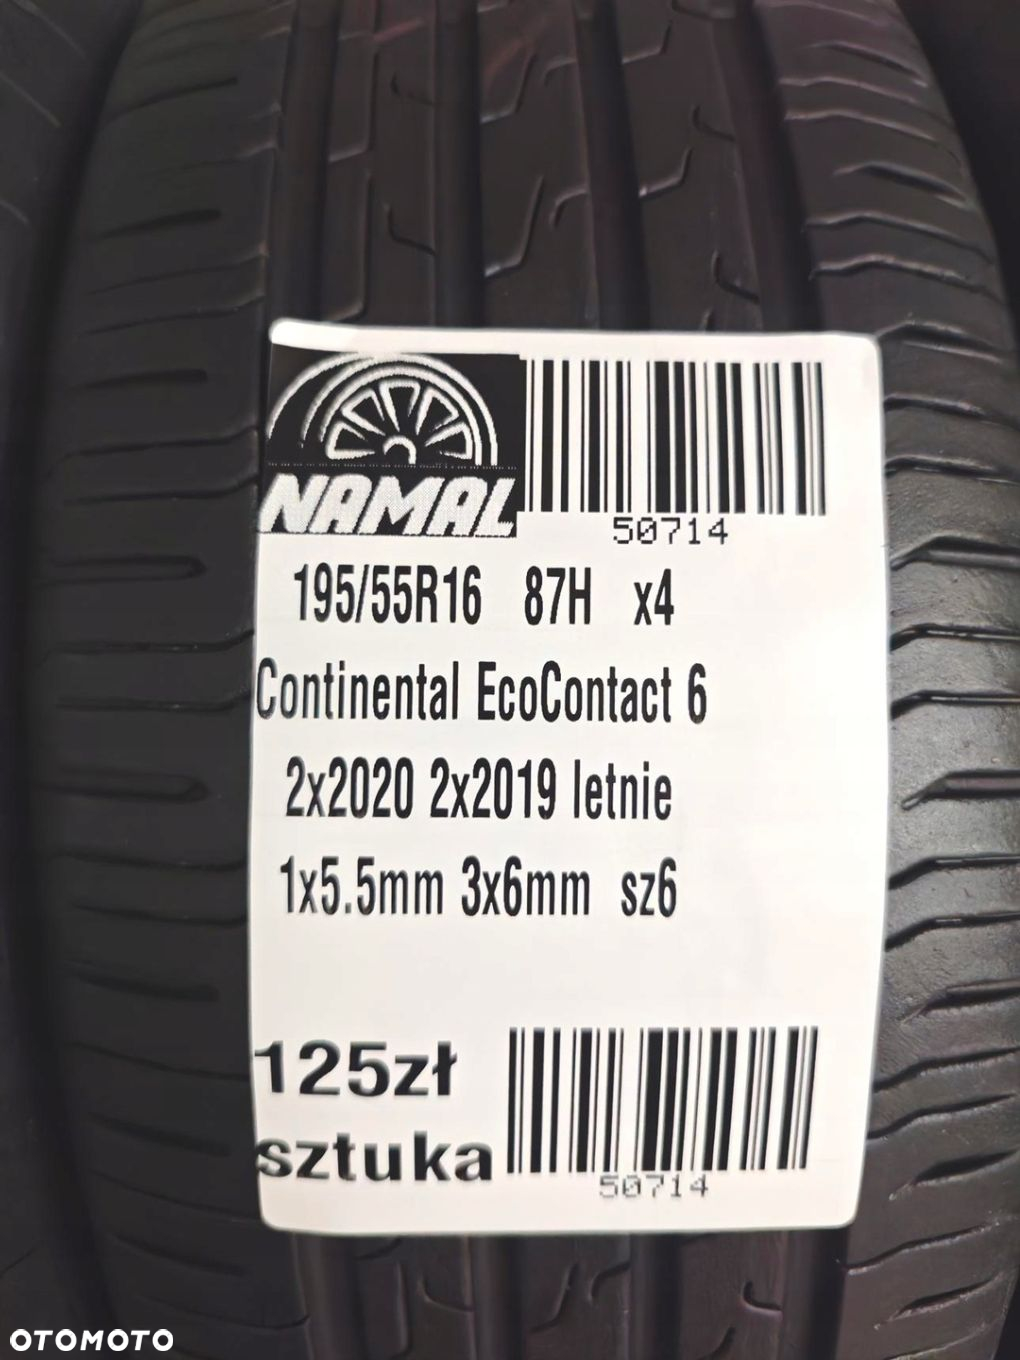 NAMAL
50714
195/55R16 87H x4
Continental EcoContact 6
2x2020 2x2019 letnie
1x5.5mm 3x6mm sz6
125zł
sztuka
50714
OTOMOTO